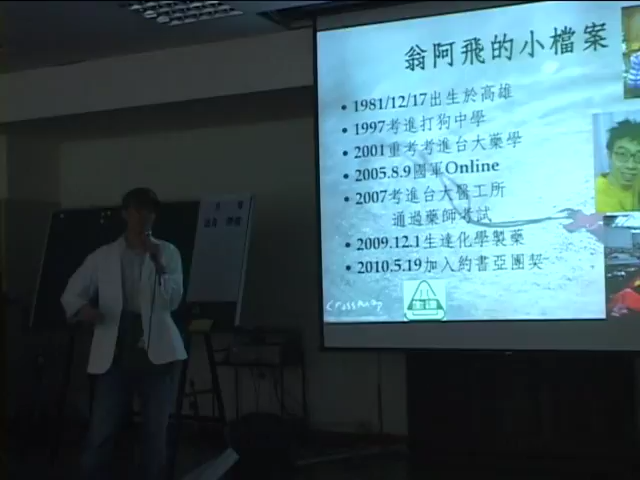 翁阿飛的小檔案
• 1981/12/17出生於高雄
• 1997考進打狗中學
• 2001重考考進台大藥學
• 2005.8.9國軍Online
• 2007考進台大醫工所
通過藥師考試
• 2009.12.1生達化學製藥
• 2010.5.19加入約書亞團契
CrossWay
生達